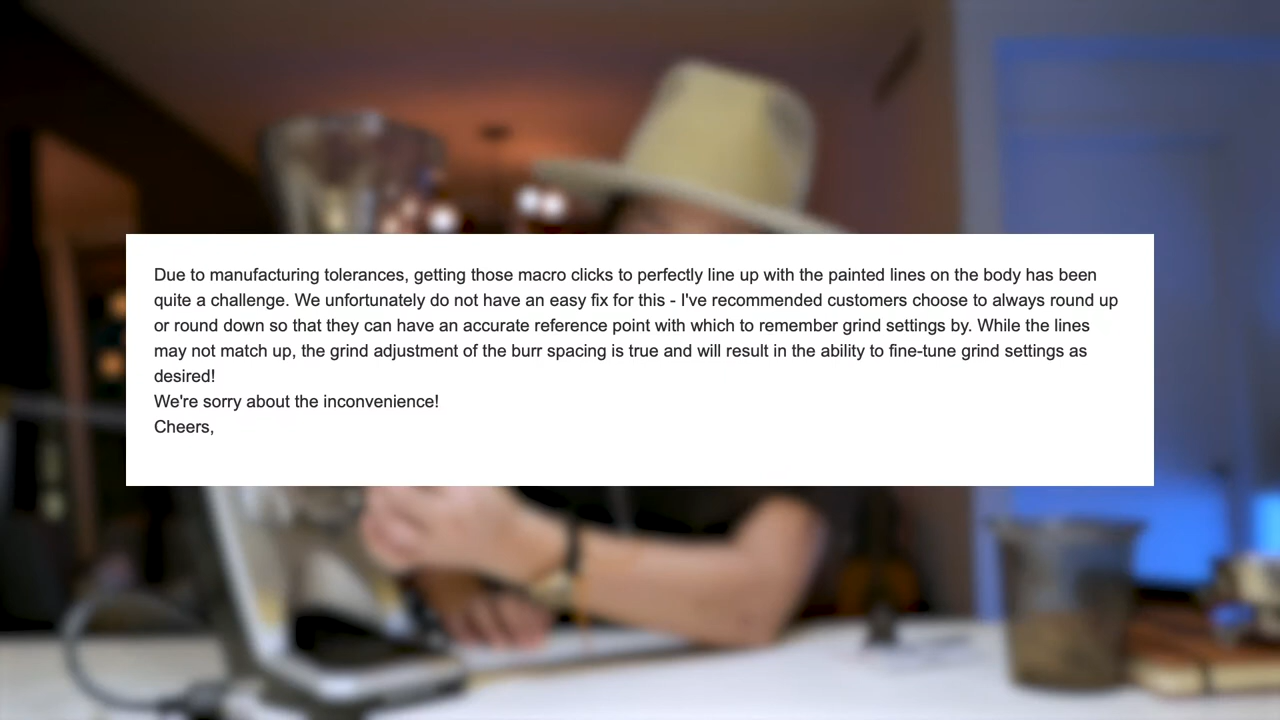 Due to manufacturing tolerances, getting those macro clicks to perfectly line up with the painted lines on the body has been
quite a challenge. We unfortunately do not have an easy fix for this - I've recommended customers choose to always round up
or round down so that they can have an accurate reference point with which to remember grind settings by. While the lines
may not match up, the grind adjustment of the burr spacing is true and will result in the ability to fine-tune grind settings as
desired!
We're sorry about the inconvenience!
Cheers,